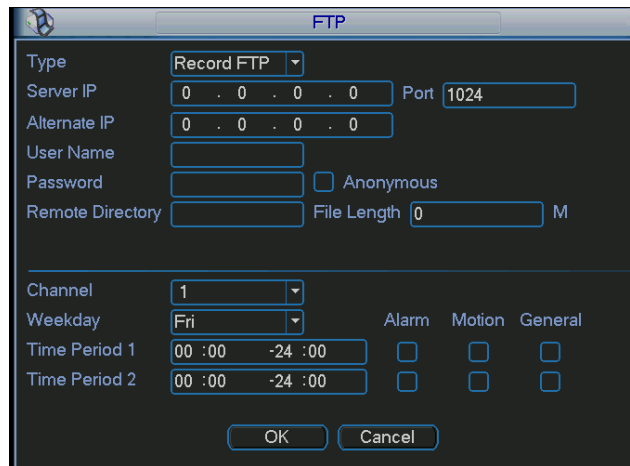 FTP
Type Record FTP
Server IP 0 . 0 . 0 . 0 Port 1024
Alternate IP 0 . 0 . 0 . 0
User Name
Password Anonymous
Remote Directory File Length 0 M
Channel 1
Weekday Fri Alarm Motion General
Time Period 1 00 :00 -24 :00
Time Period 2 00 :00 -24 :00
OK Cancel